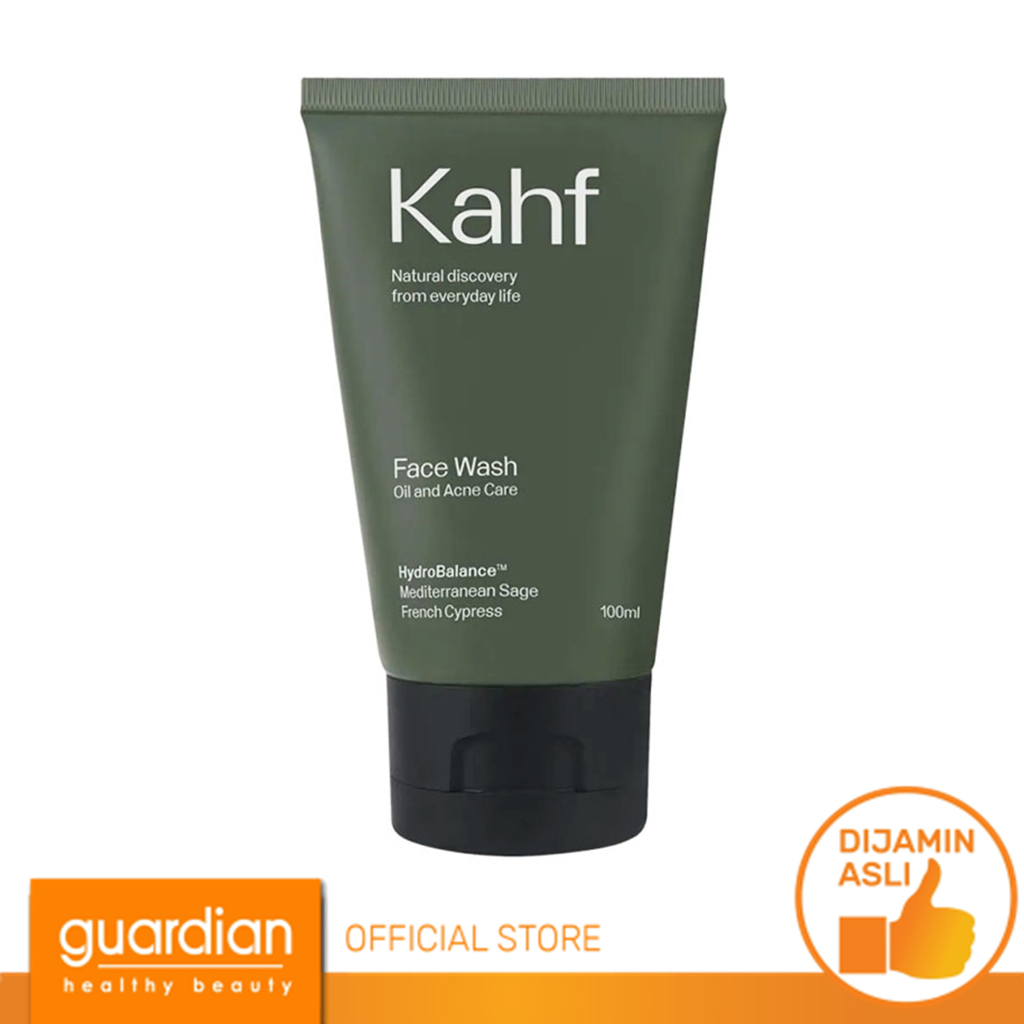 Kahf
Natural discovery
from everyday life
Face Wash
Oil and Acne Care
HydroBalance™
Mediterranean Sage
French Cypress
100ml
DIJAMIN
ASLI
guardian
healthy beauty
OFFICIAL STORE